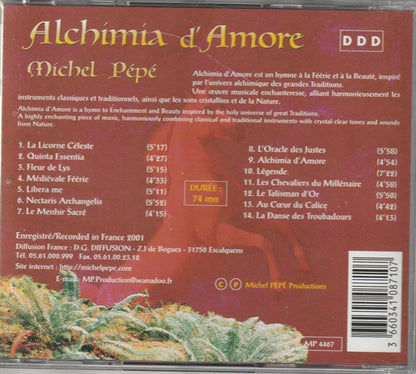 Alchimia d'Amore
DDD
Michel Pépé
Alchimia d'Amore est un hymne à la Féérie et à la Beauté, inspiré
par l'univers alchimique des grandes Traditions.
Une œuvre musicale enchanteresse, alliant harmonieusement les
instruments classiques et traditionnels, ainsi que les sons cristallins et de la Nature.
Alchimia d'Amore is a hymn to Enchantment and Beauty inspired by the holy universe of great Traditions.
A highly enchanting piece of music, harmoniously combining classical and traditional instruments with crystal-clear tones and sounds
from Nature.
1. La Licorne Céleste (5'17)
2. Quinta Essentia (4'27)
3. Fleur de Lys (5'15)
4. Médiévale Féérie (4'33)
5. Libera me (5'11)
6. Nectaris Archangelis (5'52)
7. Le Menhir Sacré (4'15)
DURÉE :
74 mn
8. L'Oracle des Justes (5'58)
9. Alchimia d'Amore (4'54)
10. Légende (7'22)
11. Les Chevaliers du Millénaire (4'58)
12. Le Talisman d'Or (5'50)
13. Au Cœur du Calice (4'42)
14. La Danse des Troubadours (4'13)
Enregistré/Recorded in France 2001
Diffusion France : D.G. DIFFUSION - Z.I de Bogues - 31750 Escalquens
Tél. 05.61.000.999 Fax. 05.61.00.23.12
Site internet : http://michelpepe.com
E-mail: MP.Production@wanadoo.fr
© ℗ Michel PÉPÉ Productions
MP 4467
3 660341 087107